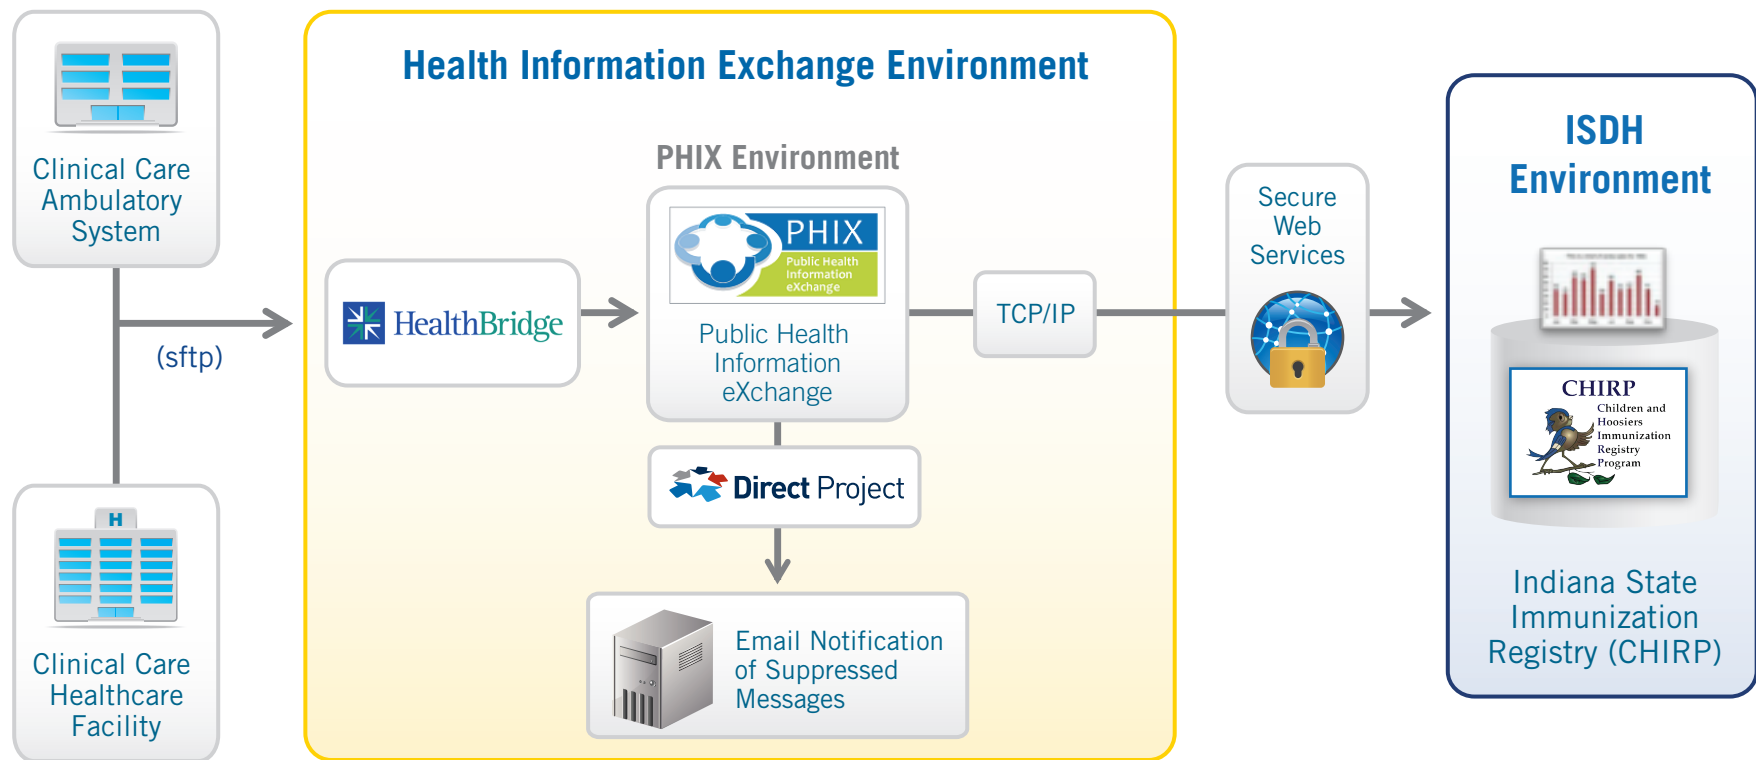 Clinical Care
Ambulatory
System
(sftp)
H
Clinical Care
Healthcare
Facility
Health Information Exchange Environment
HealthBridge
PHIX Environment
PHIX
Public Health
Information
eXchange
Public Health
Information
eXchange
Direct Project
Email Notification
of Suppressed
Messages
TCP/IP
Secure
Web
Services
ISDH
Environment
CHIRP
Children and
Hoosiers
Immunization
Registry
Program
Indiana State
Immunization
Registry (CHIRP)